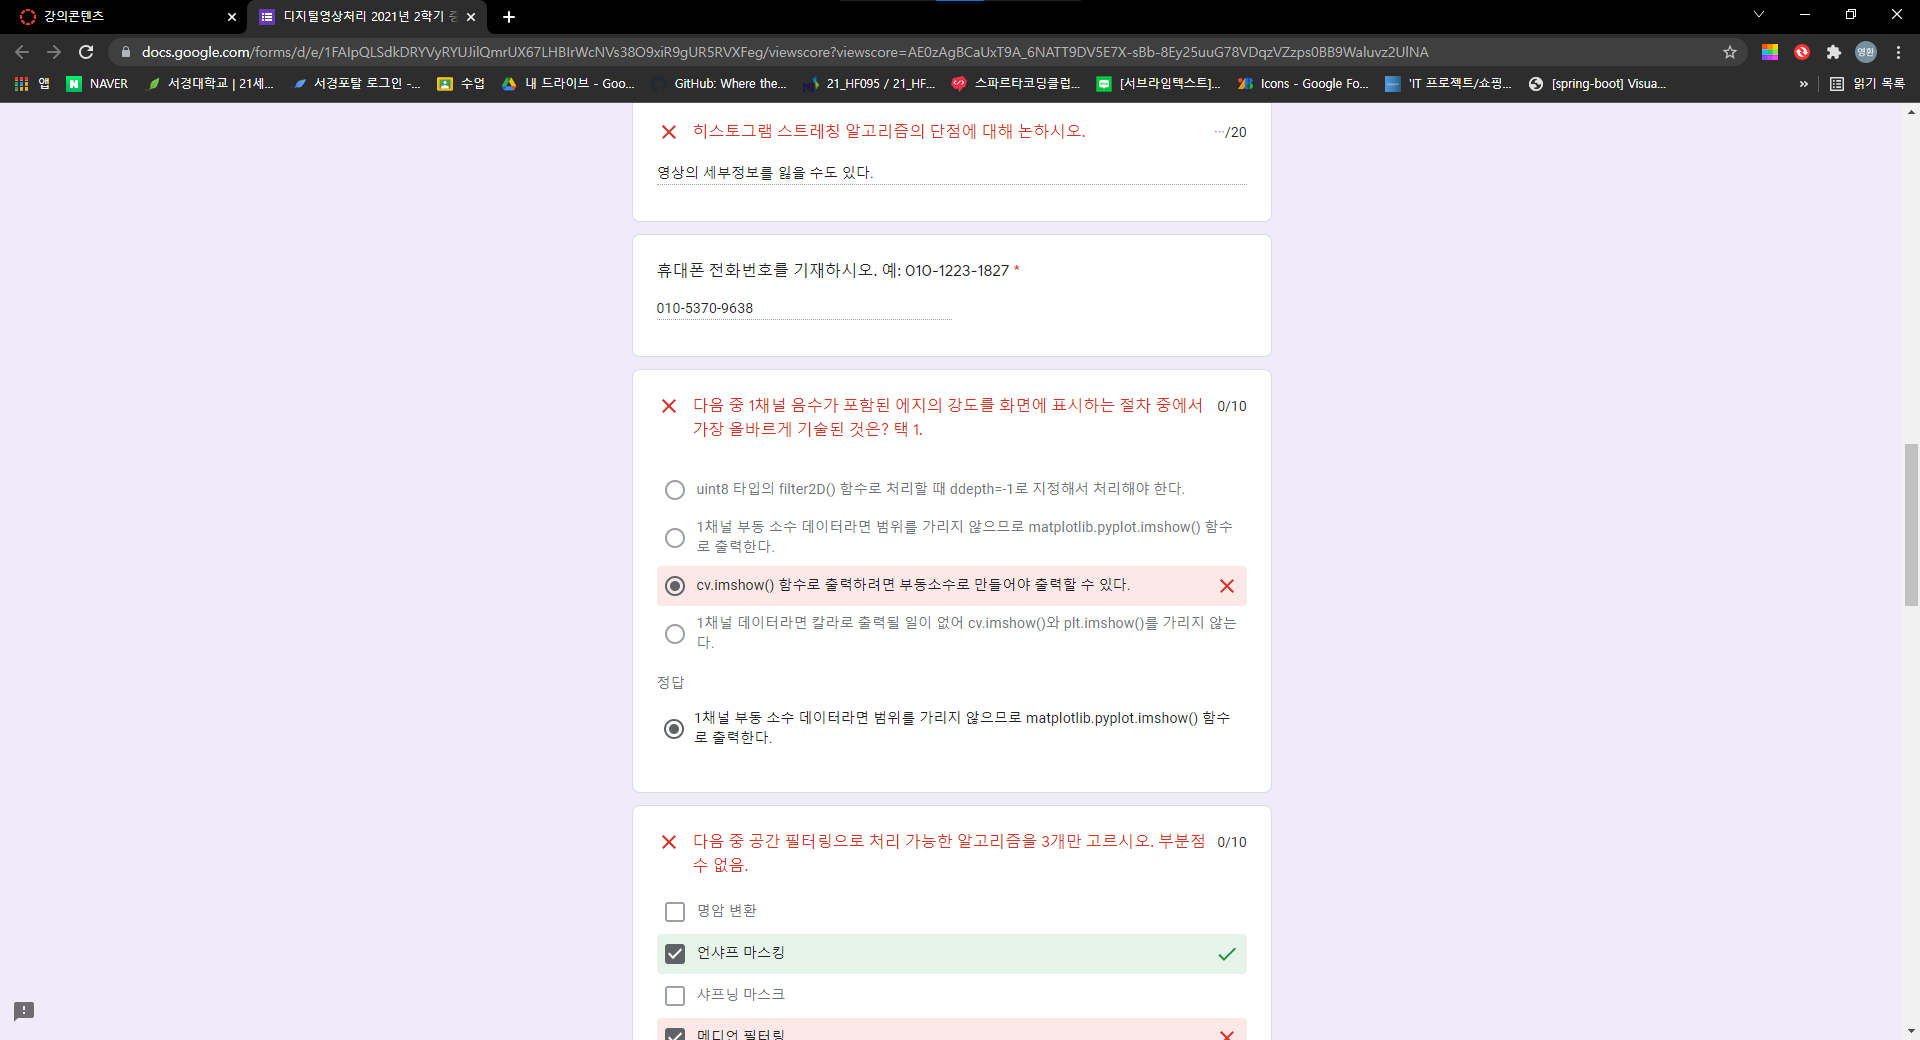 강의콘텐츠
디지털영상처리 2021년 2학기 중
docs.google.com/forms/d/e/1FAIpQLSdkDRYVyRYUJilQmrUX67LHBIrWcNVs38O9xiR9gUR5RVXFeg/viewscore?viewscore=AE0zAgBCaUxT9A_6NATT9DV5E7X-sBb-8Ey25uuG78VDqzVZzps0BB9Waluvz2UlNA
영환
앱 NAVER 서경대학교 | 21세... 서경포탈 로그인 -... 수업 내 드라이브 - Goo... GitHub: Where the... 21_HF095 / 21_HF... 스파르타코딩클럽... [서브라임텍스트]... Icons - Google Fo... 'IT 프로젝트/쇼핑... [spring-boot] Visua... » 읽기 목록
히스토그램 스트레칭 알고리즘의 단점에 대해 논하시오. ···/20
영상의 세부정보를 잃을 수도 있다.
휴대폰 전화번호를 기재하시오. 예: 010-1223-1827 *
010-5370-9638
다음 중 1채널 음수가 포함된 에지의 강도를 화면에 표시하는 절차 중에서 0/10
가장 올바르게 기술된 것은? 택 1.
uint8 타입의 filter2D() 함수로 처리할 때 ddepth=-1로 지정해서 처리해야 한다.
1채널 부동 소수 데이터라면 범위를 가리지 않으므로 matplotlib.pyplot.imshow() 함수
로 출력한다.
cv.imshow() 함수로 출력하려면 부동소수로 만들어야 출력할 수 있다.
1채널 데이터라면 칼라로 출력될 일이 없어 cv.imshow()와 plt.imshow()를 가리지 않는
다.
정답
1채널 부동 소수 데이터라면 범위를 가리지 않으므로 matplotlib.pyplot.imshow() 함수
로 출력한다.
다음 중 공간 필터링으로 처리 가능한 알고리즘을 3개만 고르시오. 부분점 0/10
수 없음.
명암 변환
언샤프 마스킹
샤프닝 마스크
메디언 필터링